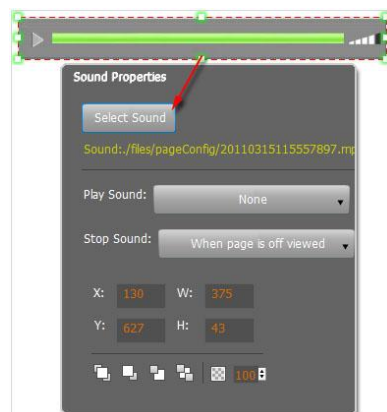 Sound Properties
Select Sound
Sound:./files/pageConfig/20110315115557897.mp
Play Sound: None
Stop Sound: When page is off viewed
X: 130 W: 375
Y: 627 H: 43
100